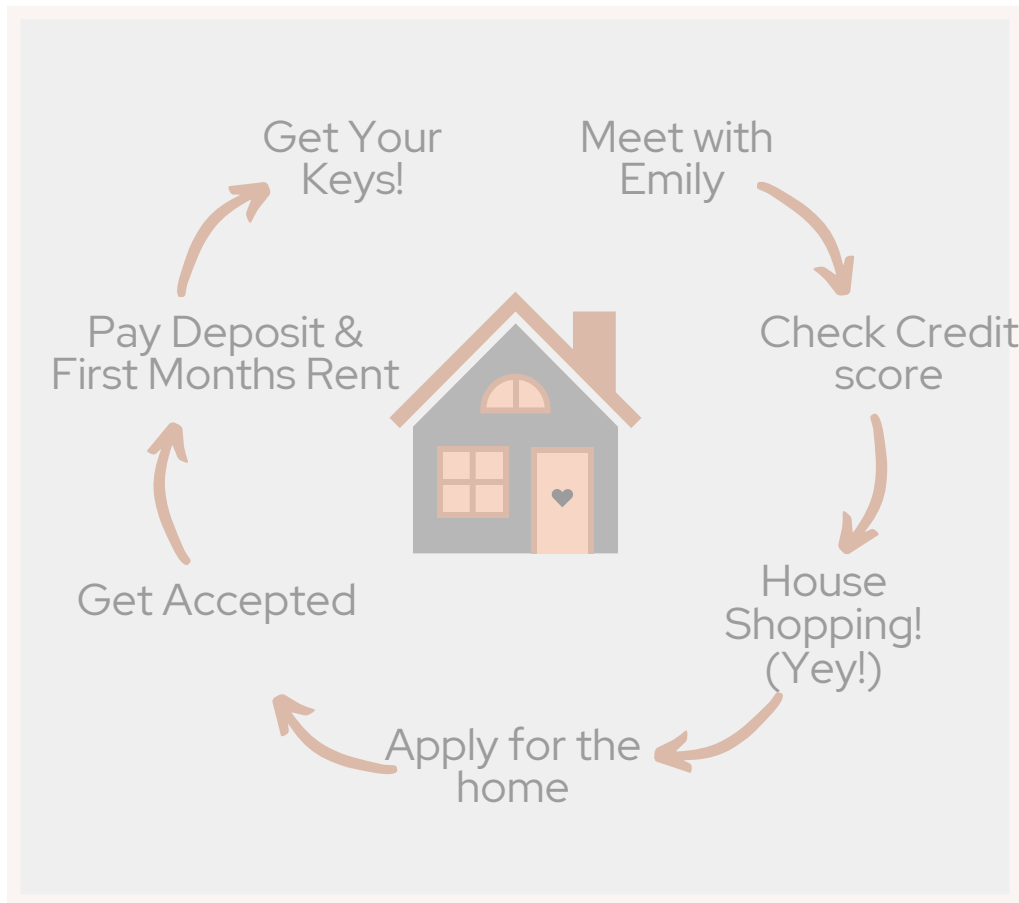 Meet with
Emily
Check Credit
score
House
Shopping!
(Yey!)
Apply for the
home
Get Accepted
Pay Deposit &
First Months Rent
Get Your
Keys!